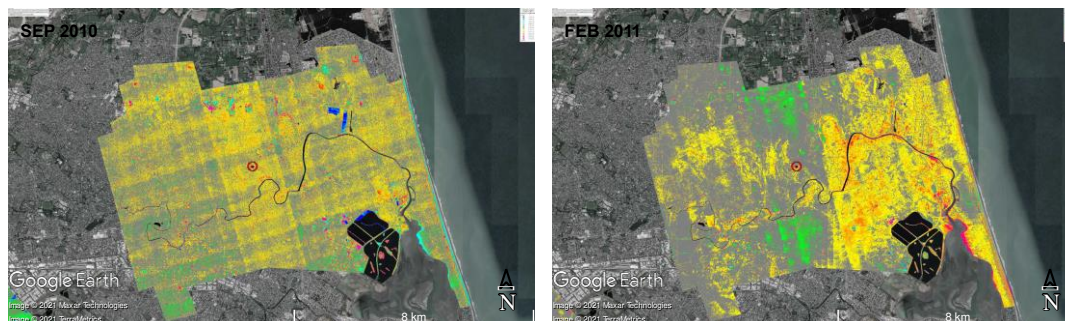 SEP 2010
Google Earth
Image © 2021 Maxar Technologies
Image © 2021 TerraMetrics
8 km
N
FEB 2011
Google Earth
Image © 2021 Maxar Technologies
Image © 2021 TerraMetrics
8 km
N